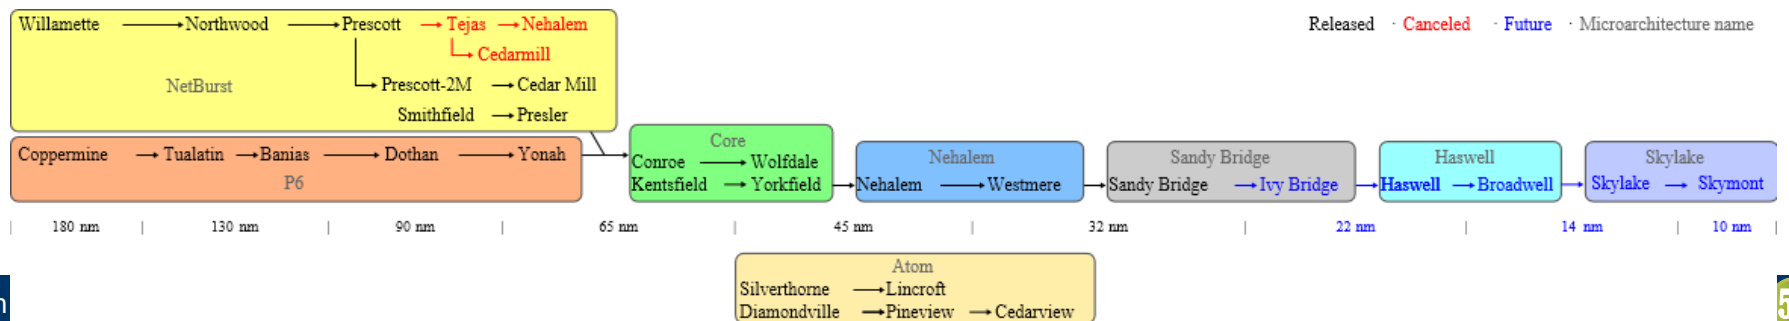 Willamette → Northwood → Prescott → Tejas → Nehalem
Released · Canceled · Future · Microarchitecture name
Cedarmill
NetBurst
Prescott-2M → Cedar Mill
Smithfield → Presler
Coppermine → Tualatin → Banias → Dothan → Yonah
P6
Core
Conroe → Wolfdale
Kentsfield → Yorkfield
Nehalem
Nehalem → Westmere
Sandy Bridge
Sandy Bridge → Ivy Bridge
Haswell
Haswell → Broadwell
Skylake
Skylake → Skymont
| 180 nm | 130 nm | 90 nm | 65 nm | 45 nm | 32 nm | 22 nm | 14 nm | 10 nm |
Atom
Silverthorne → Lincroft
Diamondville → Pineview → Cedarview
n
5